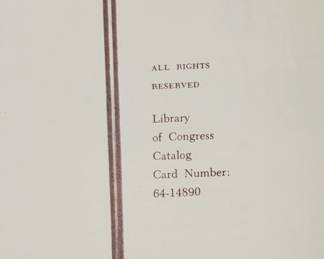 ALL RIGHTS
RESERVED
Library
of Congress
Catalog
Card Number:
64-14890